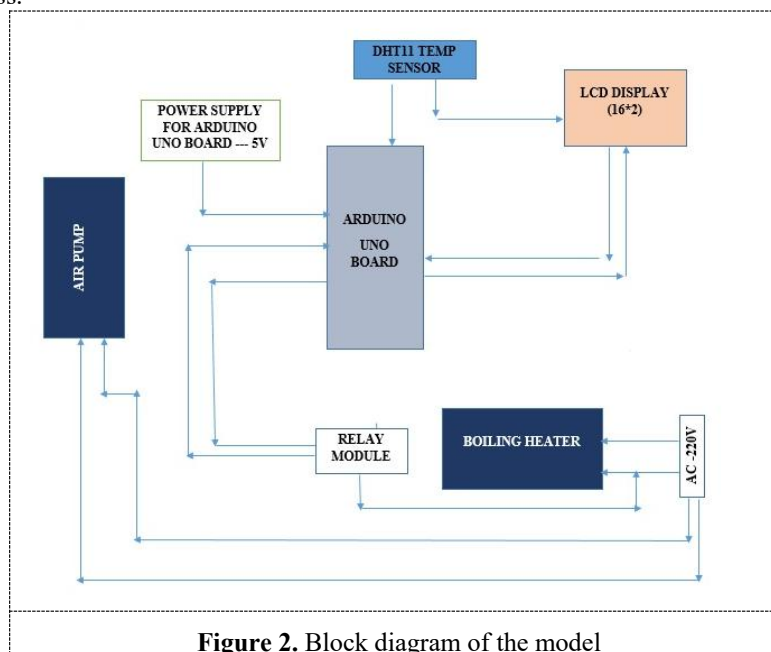 ss.
DHT11 TEMP
SENSOR
LCD DISPLAY
(16*2)
POWER SUPPLY
FOR ARDUINO
UNO BOARD --- 5V
AIR PUMP
ARDUINO
UNO
BOARD
RELAY
MODULE
BOILING HEATER
AC -220V
Figure 2. Block diagram of the model